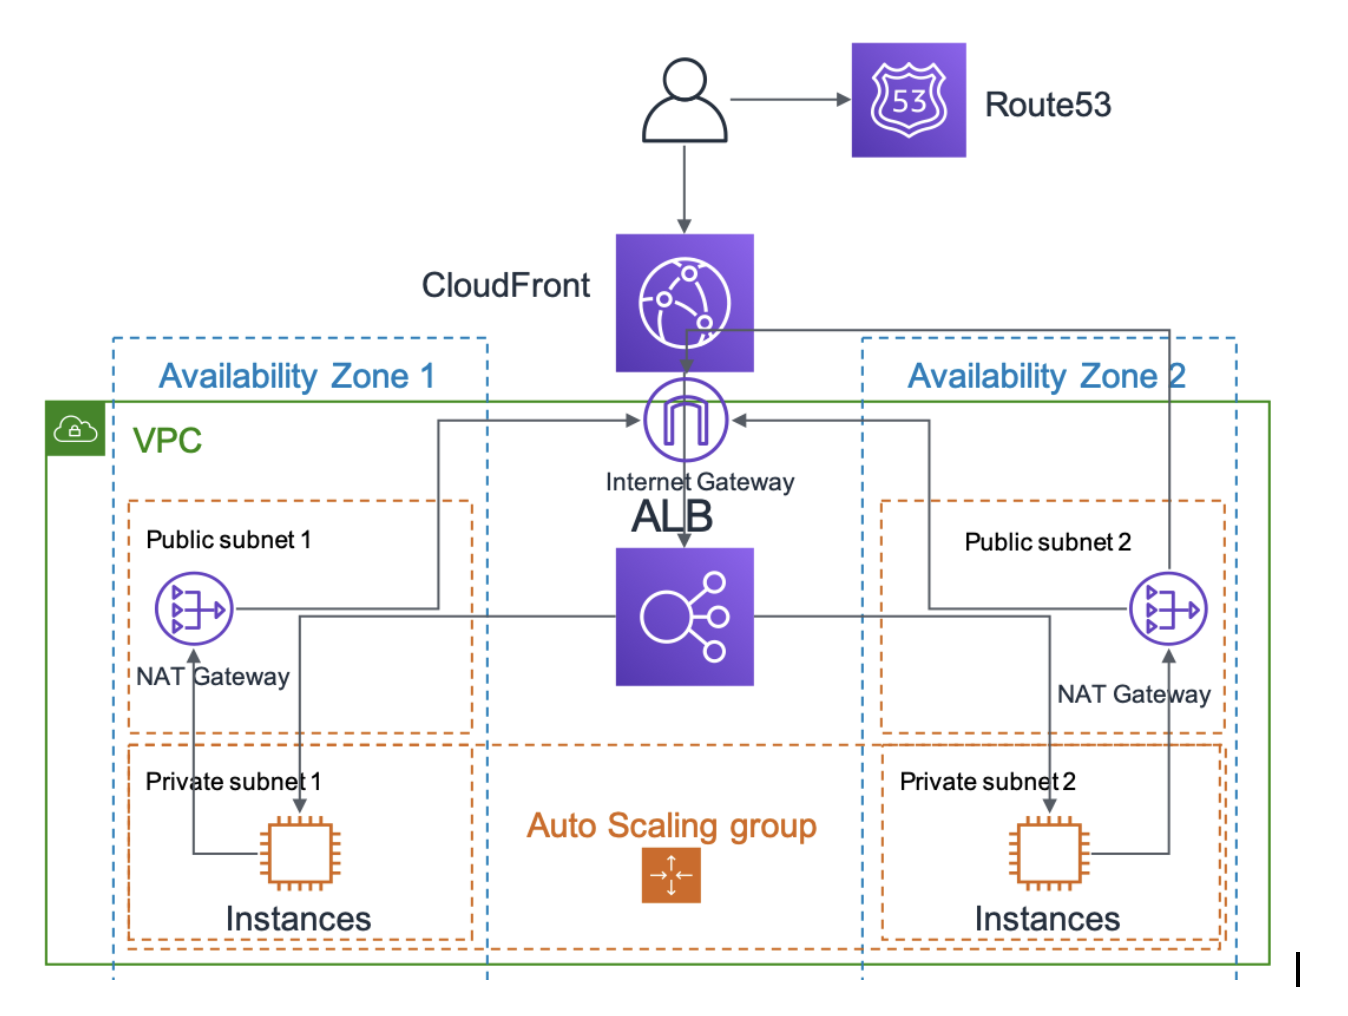 53
Route53
CloudFront
Availability Zone 1
Availability Zone 2
VPC
Internet Gateway
ALB
Public subnet 1
Public subnet 2
NAT Gateway
NAT Gateway
Private subnet 1
Private subnet 2
Auto Scaling group
Instances
Instances